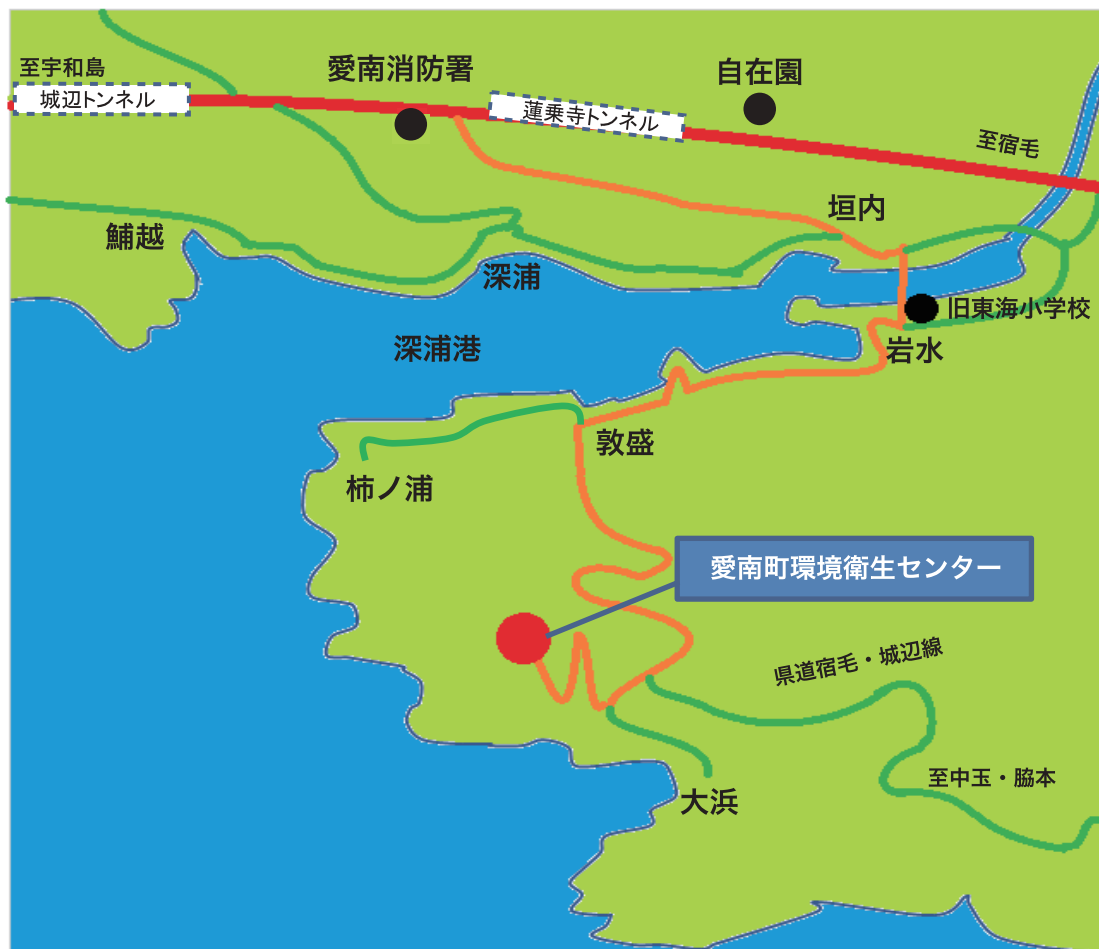 至宇和島
城辺トンネル
愛南消防署
自在園
蓮乗寺トンネル
至宿毛
垣内
鯆越
深浦
旧東海小学校
深浦港
岩水
敦盛
柿ノ浦
愛南町環境衛生センター
県道宿毛・城辺線
至中玉・脇本
大浜